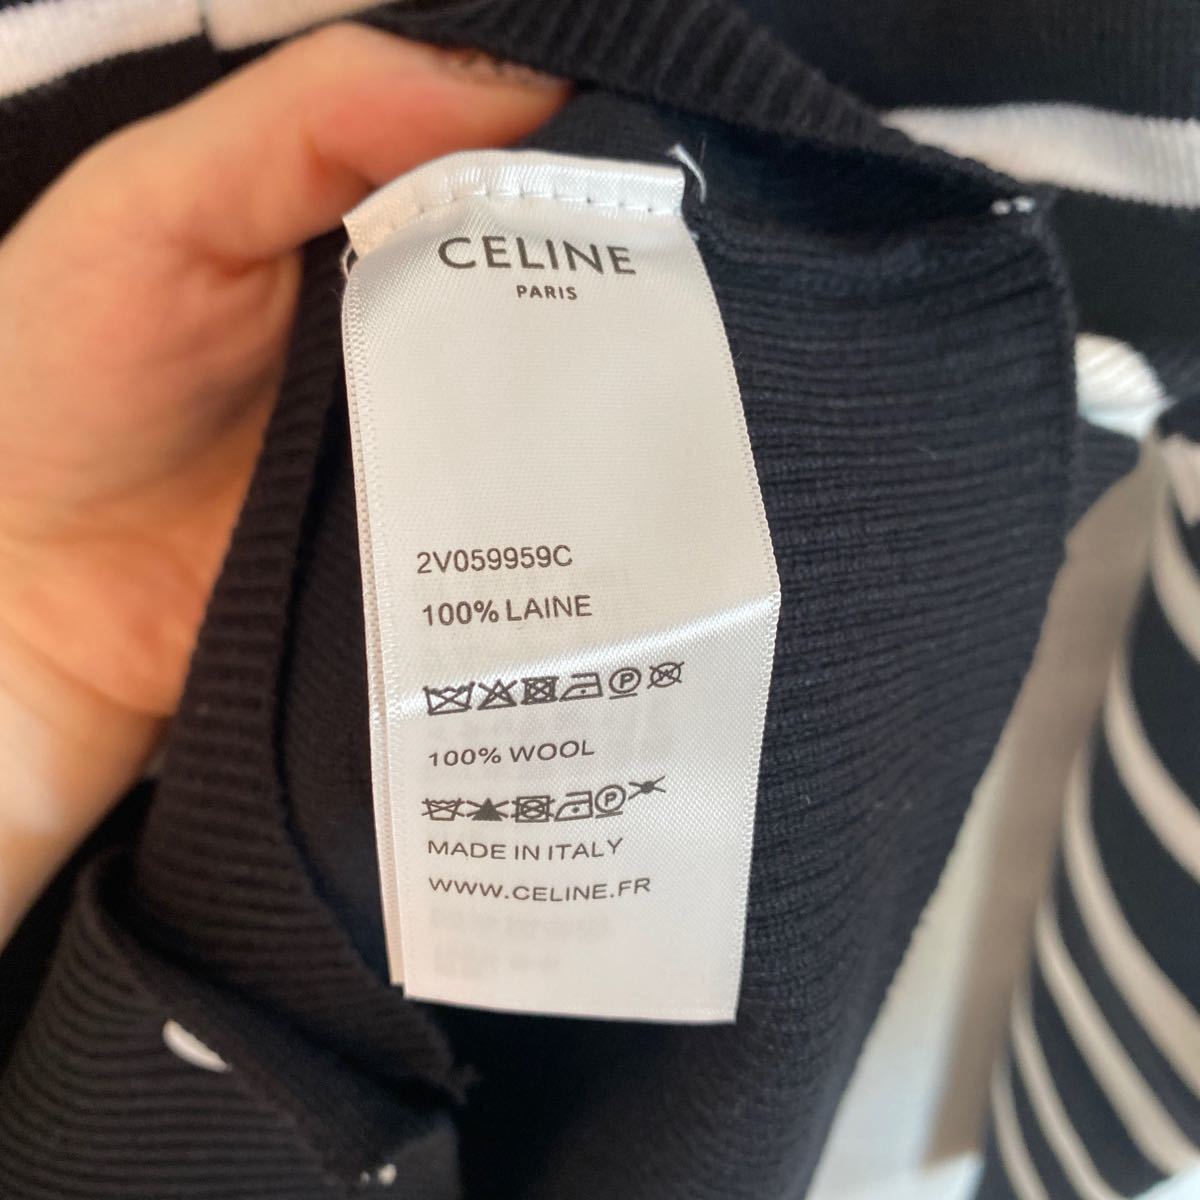 CELINE
PARIS
2V059959C
100% LAINE
100% WOOL
MADE IN ITALY
WWW.CELINE.FR